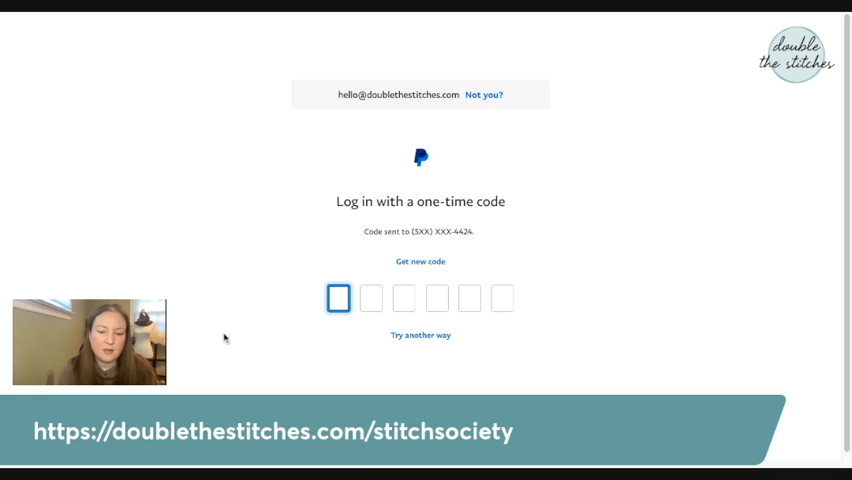 double
the stitches
hello@doublethestitches.com Not you?
Log in with a one-time code
Code sent to (5XX) XXX-4424.
Get new code
Try another way
https://doublethestitches.com/stitchsociety